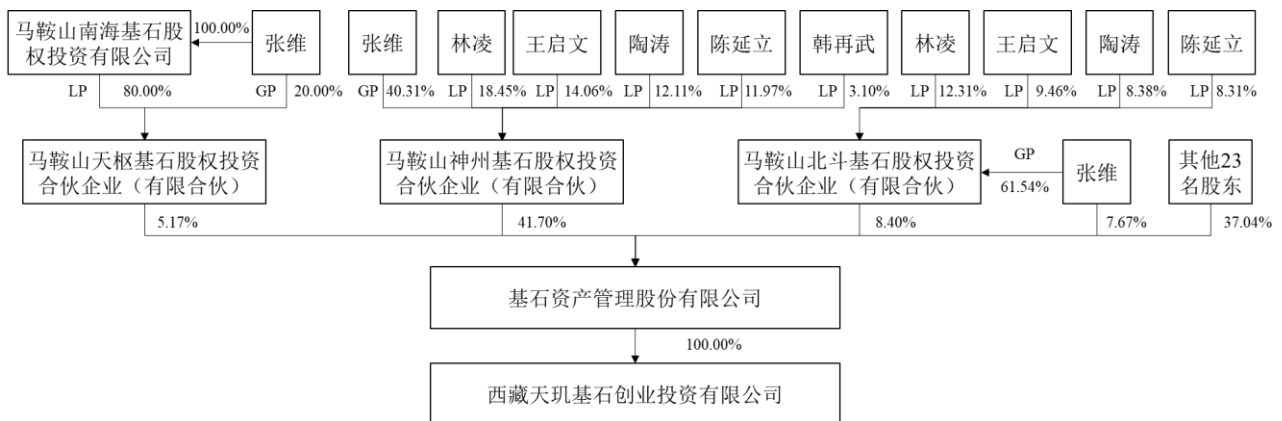 马鞍山南海基石股
权投资有限公司
100.00%
张维
张维
林凌
王启文
陶涛
陈延立
韩再武
林凌
王启文
陶涛
陈延立
LP 80.00%
GP 20.00%
GP 40.31%
LP 18.45%
LP 14.06%
LP 12.11%
LP 11.97%
LP 3.10%
LP 12.31%
LP 9.46%
LP 8.38%
LP 8.31%
马鞍山天枢基石股权投资
合伙企业（有限合伙）
马鞍山神州基石股权投资
合伙企业（有限合伙）
马鞍山北斗基石股权投资
合伙企业（有限合伙）
GP
61.54%
张维
其他23
名股东
5.17%
41.70%
8.40%
7.67%
37.04%
基石资产管理股份有限公司
100.00%
西藏天玑基石创业投资有限公司